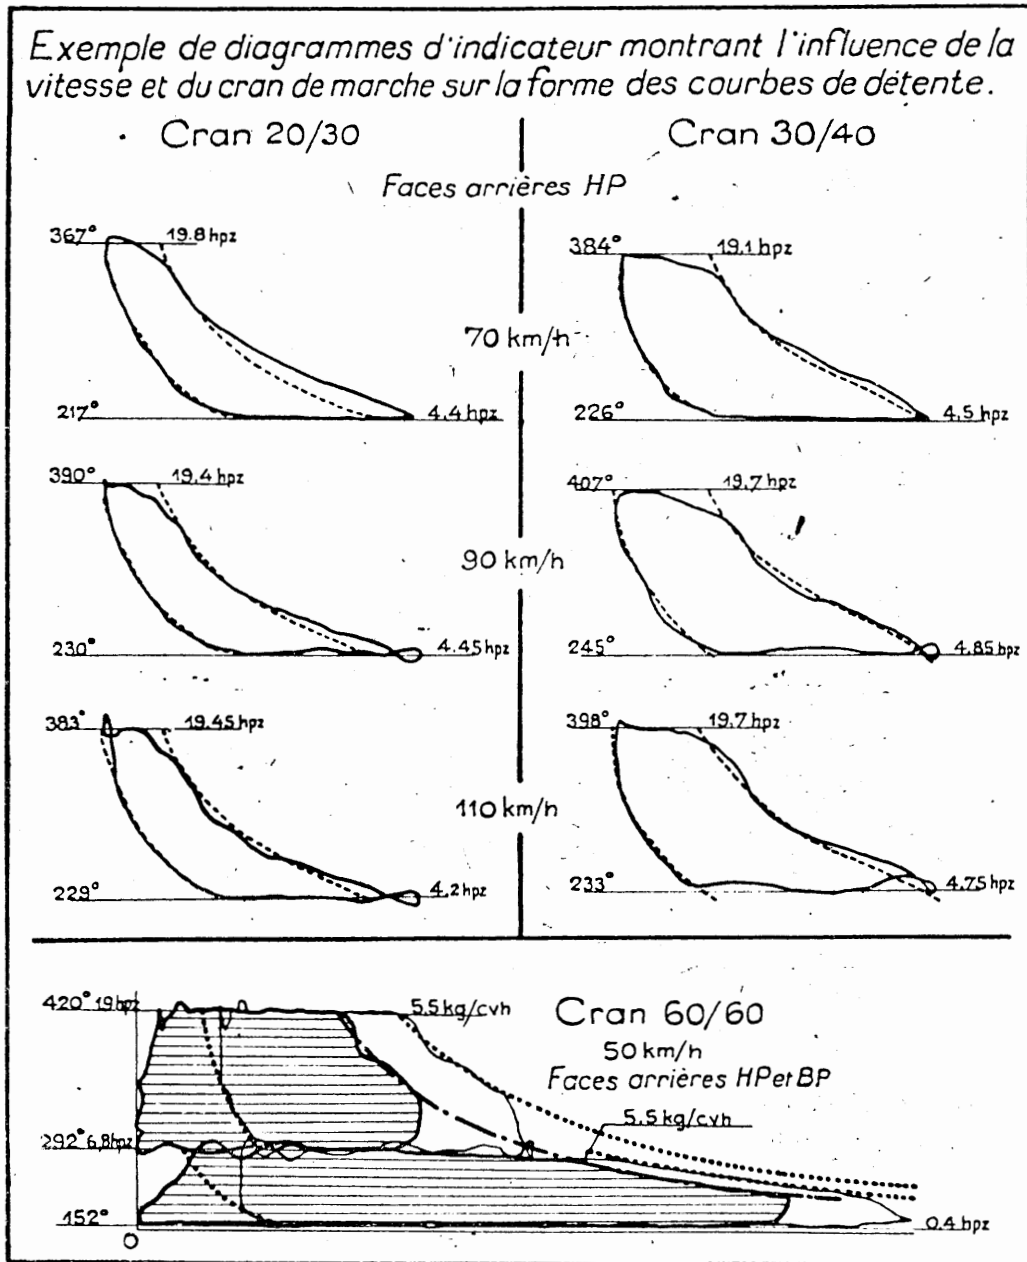 Exemple de diagrammes d'indicateur montrant l'influence de la
vitesse et du cran de marche sur la forme des courbes de détente.
Cran 20/30
Cran 30/40
Faces arrières HP
367° 19.8 hpz
384° 19.1 hpz
70 km/h
217° 4.4 hpz
226° 4.5 hpz
390° 19.4 hpz
407° 19.7 hpz
90 km/h
230° 4.45 hpz
245° 4.85 hpz
383° 19.45 hpz
398° 19.7 hpz
110 km/h
229° 4.2 hpz
233° 4.75 hpz
420° 19 hpz
5.5 kg/cvh
Cran 60/60
50 km/h
Faces arrières HP et BP
5.5 kg/cvh
292° 6,8 hpz
152°
0.4 hpz
0